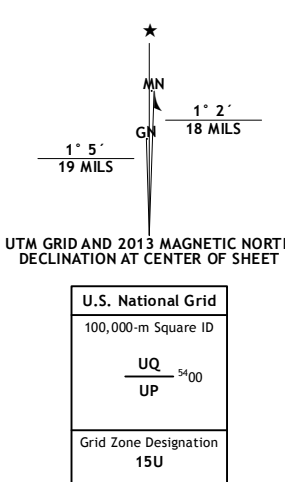 ★
MN
1° 2´
18 MILS
GN
1° 5´
19 MILS
UTM GRID AND 2013 MAGNETIC NORT
DECLINATION AT CENTER OF SHEET
U.S. National Grid
100,000-m Square ID
UQ
5400
UP
Grid Zone Designation
15U